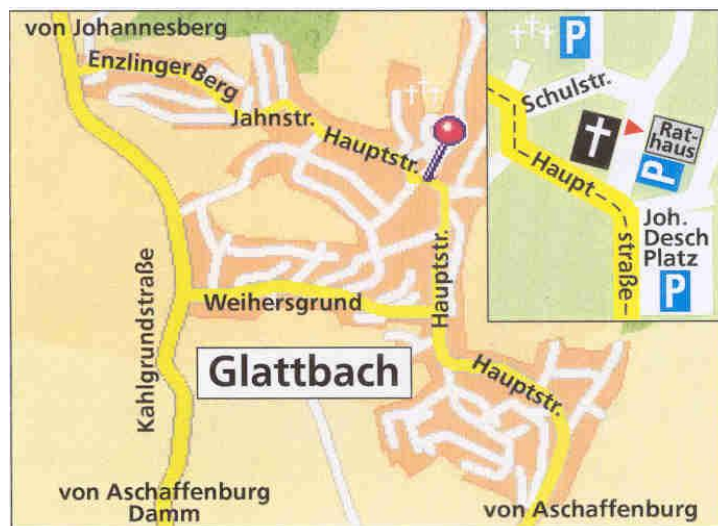 von Johannesberg
Enzlinger Berg
Jahnstr.
Hauptstr.
Hauptstr.
Weihersgrund
Kahlgrundstraße
Glattbach
Hauptstr.
von Aschaffenburg
Damm
von Aschaffenburg
P
Schulstr.
Rat-
haus
P
Haupt
straße
Joh.
Desch
Platz
P